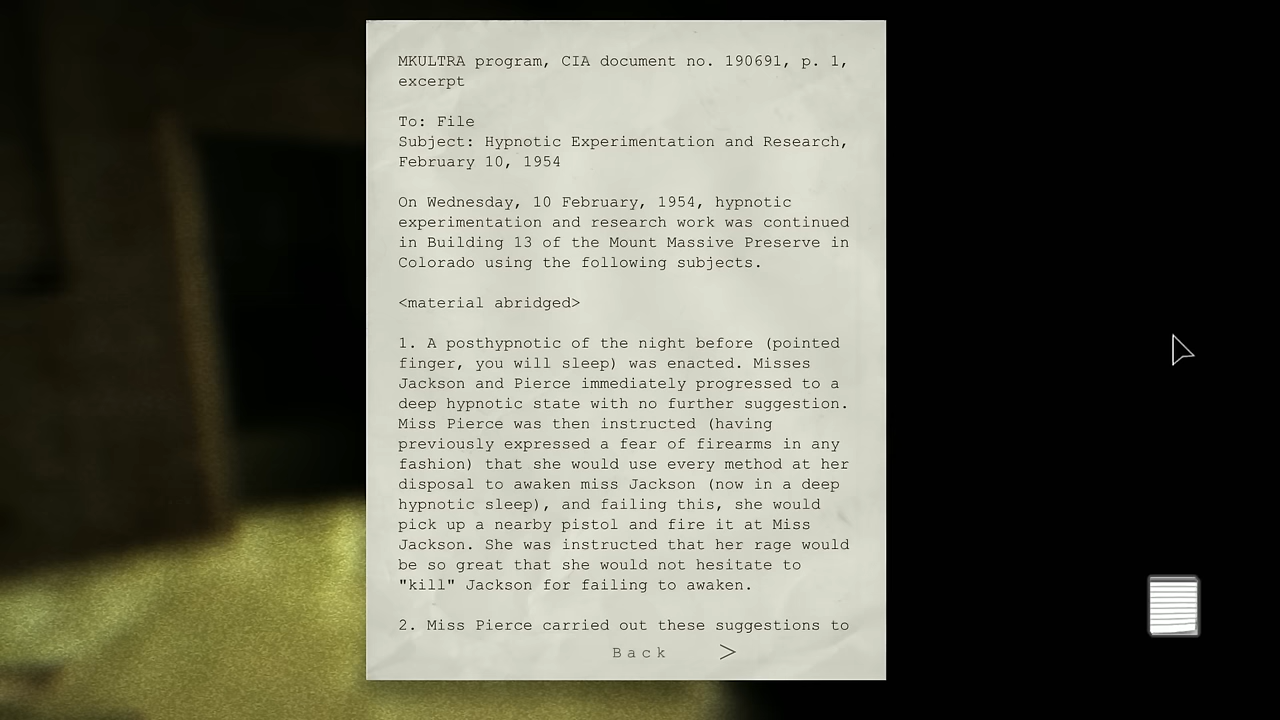 MKULTRA program, CIA document no. 190691, p. 1,
excerpt
To: File
Subject: Hypnotic Experimentation and Research,
February 10, 1954
On Wednesday, 10 February, 1954, hypnotic
experimentation and research work was continued
in Building 13 of the Mount Massive Preserve in
Colorado using the following subjects.
<material abridged>
1. A posthypnotic of the night before (pointed
finger, you will sleep) was enacted. Misses
Jackson and Pierce immediately progressed to a
deep hypnotic state with no further suggestion.
Miss Pierce was then instructed (having
previously expressed a fear of firearms in any
fashion) that she would use every method at her
disposal to awaken miss Jackson (now in a deep
hypnotic sleep), and failing this, she would
pick up a nearby pistol and fire it at Miss
Jackson. She was instructed that her rage would
be so great that she would not hesitate to
"kill" Jackson for failing to awaken.
2. Miss Pierce carried out these suggestions to
Back >